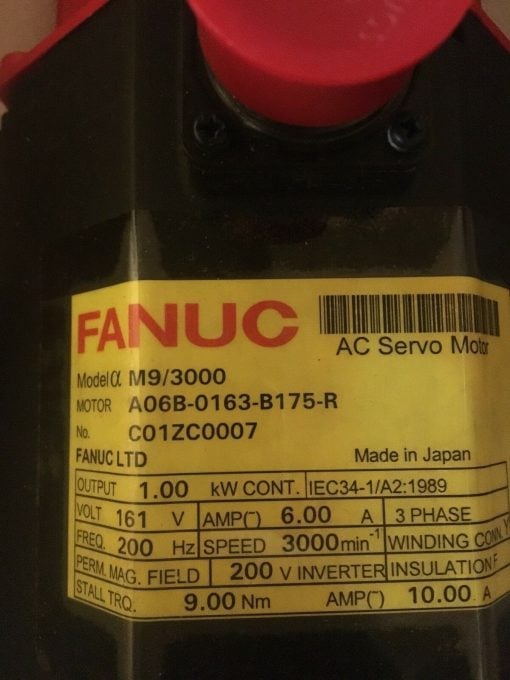 FANUC
AC Servo Motor
Model α M9/3000
MOTOR A06B-0163-B175-R
No. C01ZC0007
FANUC LTD Made in Japan
OUTPUT 1.00 kW CONT. IEC34-1/A2:1989
VOLT 161 V AMP(~) 6.00 A 3 PHASE
FREQ. 200 Hz SPEED 3000min⁻¹ WINDING CONN. Y
PERM. MAG. FIELD 200 V INVERTER INSULATION F
STALL TRQ. 9.00 Nm AMP(~) 10.00 A